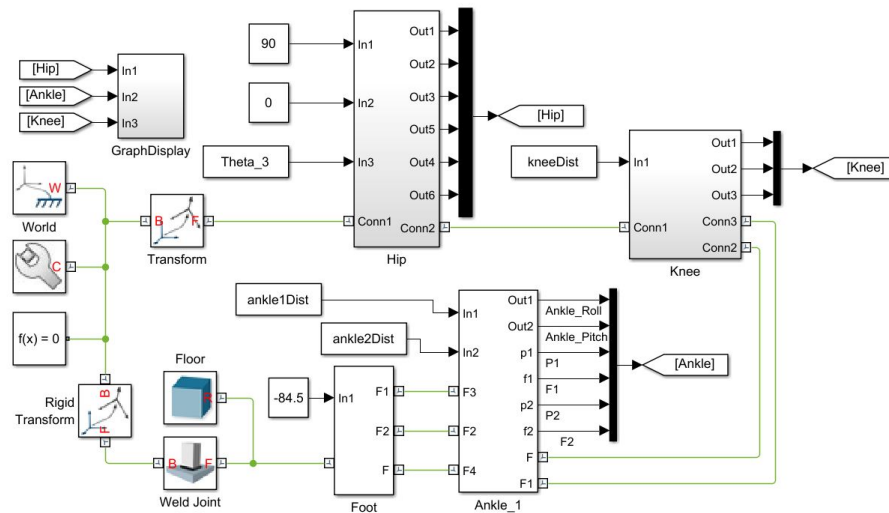 [Hip]
[Ankle]
[Knee]
In1
In2
In3
GraphDisplay
90
0
Theta_3
In1
In2
In3
Conn1
Out1
Out2
Out3
Out5
Out4
Out6
Conn2
Hip
[Hip]
kneeDist
In1
Conn1
Out1
Out2
Out3
Conn3
Conn2
Knee
[Knee]
W
World
C
f(x) = 0
B
F
Transform
B
F
Rigid
Transform
Floor
R
B
F
Weld Joint
-84.5
In1
F1
F2
F
Foot
ankle1Dist
ankle2Dist
In1
In2
F3
F2
F4
Out1
Out2
p1
f1
p2
f2
F
F1
Ankle_1
Ankle_Roll
Ankle_Pitch
P1
F1
P2
F2
[Ankle]